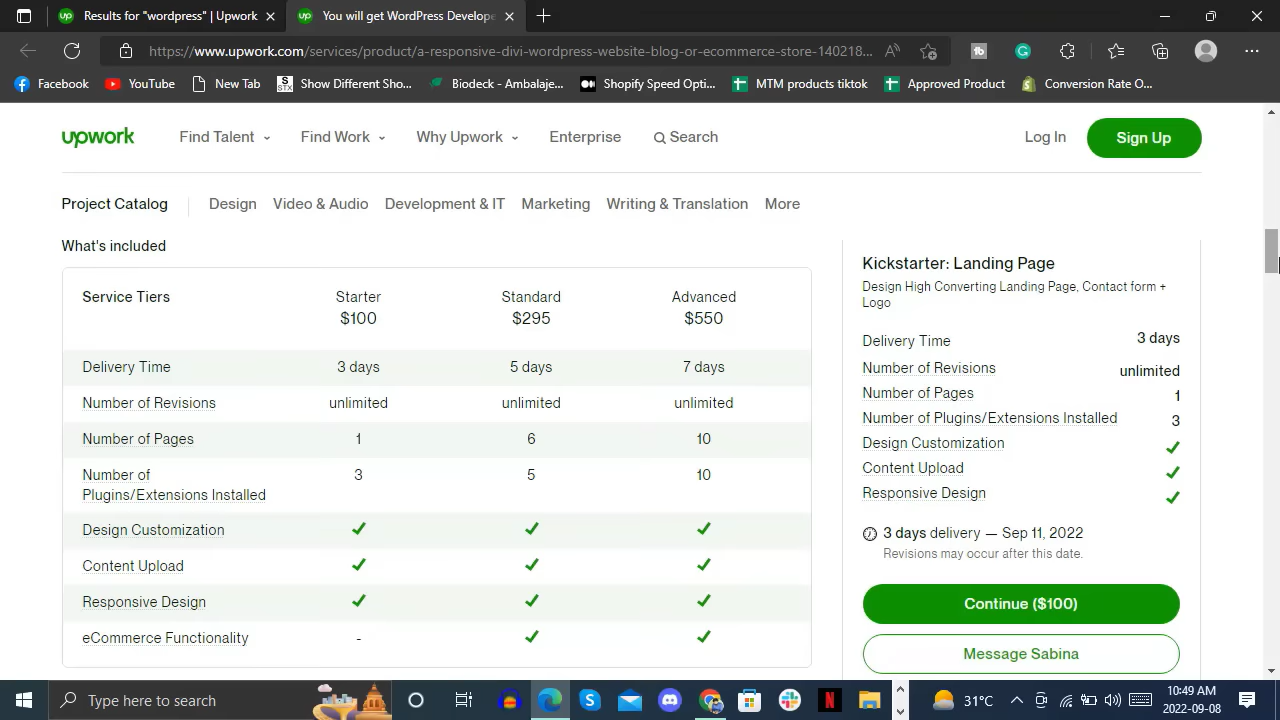 Results for "wordpress" | Upwork
You will get WordPress Develope
https://www.upwork.com/services/product/a-responsive-divi-wordpress-website-blog-or-ecommerce-store-140218...
Facebook YouTube New Tab Show Different Sho... Biodeck - Ambalaje... Shopify Speed Opti... MTM products tiktok Approved Product Conversion Rate O...
upwork Find Talent Find Work Why Upwork Enterprise Search Log In Sign Up
Project Catalog Design Video & Audio Development & IT Marketing Writing & Translation More
What's included
Service Tiers Starter Standard Advanced
$100 $295 $550
Delivery Time 3 days 5 days 7 days
Number of Revisions unlimited unlimited unlimited
Number of Pages 1 6 10
Number of 3 5 10
Plugins/Extensions Installed
Design Customization
Content Upload
Responsive Design
eCommerce Functionality -
Kickstarter: Landing Page
Design High Converting Landing Page, Contact form +
Logo
Delivery Time 3 days
Number of Revisions unlimited
Number of Pages 1
Number of Plugins/Extensions Installed 3
Design Customization
Content Upload
Responsive Design
3 days delivery — Sep 11, 2022
Revisions may occur after this date.
Continue ($100)
Message Sabina
Type here to search
31°C
10:49 AM
2022-09-08